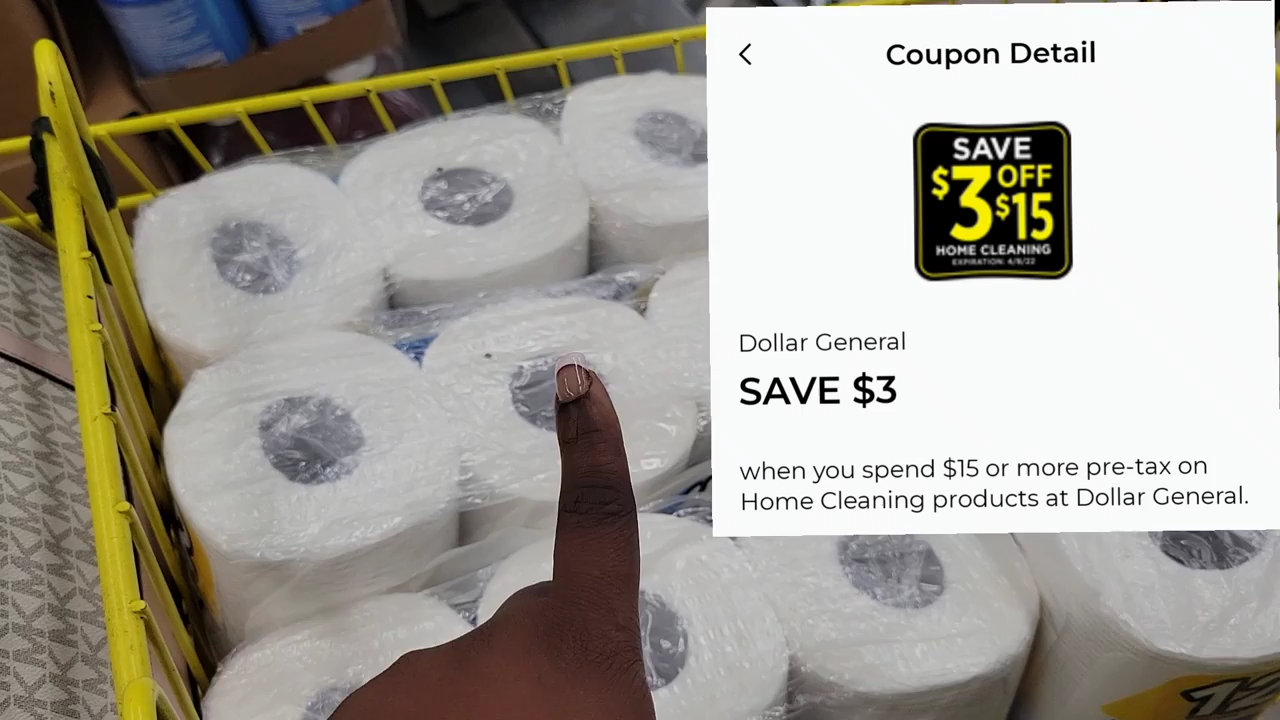 Coupon Detail
SAVE
$3 OFF
$15
HOME CLEANING
EXPIRATION: 4/8/22
Dollar General
SAVE $3
when you spend $15 or more pre-tax on
Home Cleaning products at Dollar General.
12